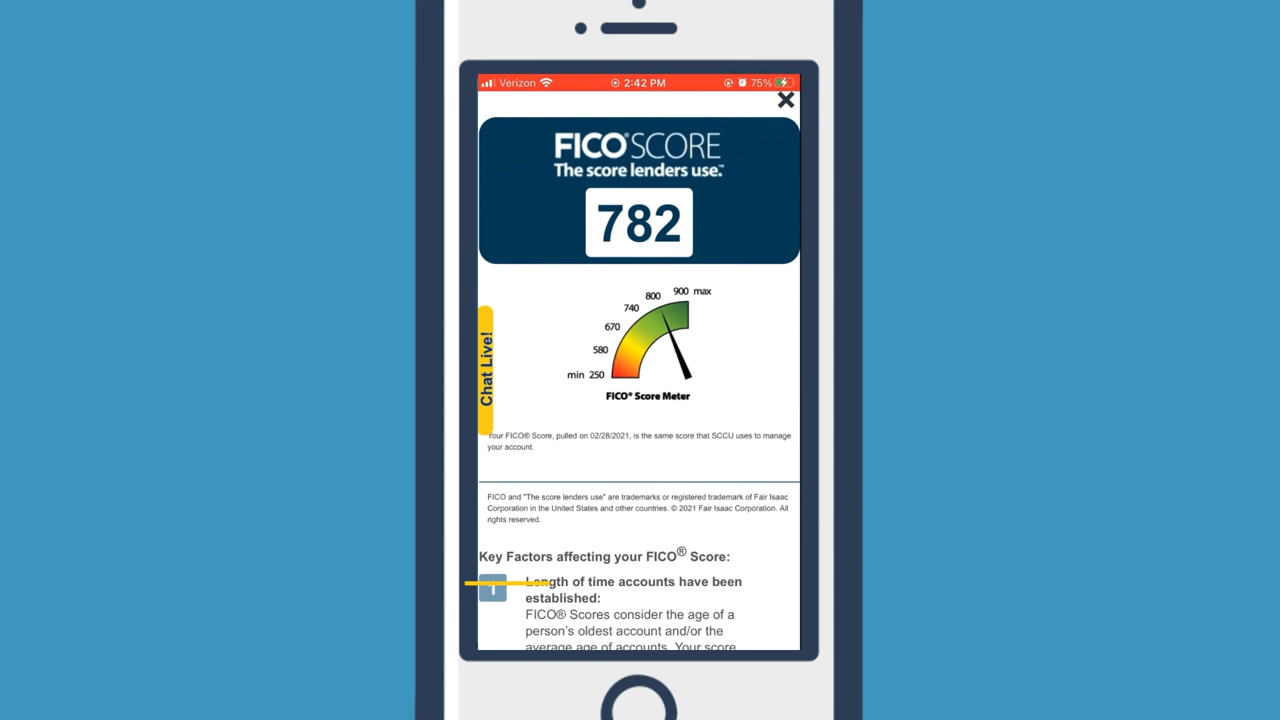 Verizon 2:42 PM 75%
FICO® SCORE
The score lenders use.™
782
900 max
800
740
670
580
min 250
FICO® Score Meter
Chat Live!
Your FICO® Score, pulled on 02/28/2021, is the same score that SCCU uses to manage
your account.
FICO and "The score lenders use" are trademarks or registered trademark of Fair Isaac
Corporation in the United States and other countries. © 2021 Fair Isaac Corporation. All
rights reserved.
Key Factors affecting your FICO® Score:
1 Length of time accounts have been
established:
FICO® Scores consider the age of a
person's oldest account and/or the
average age of accounts. Your score